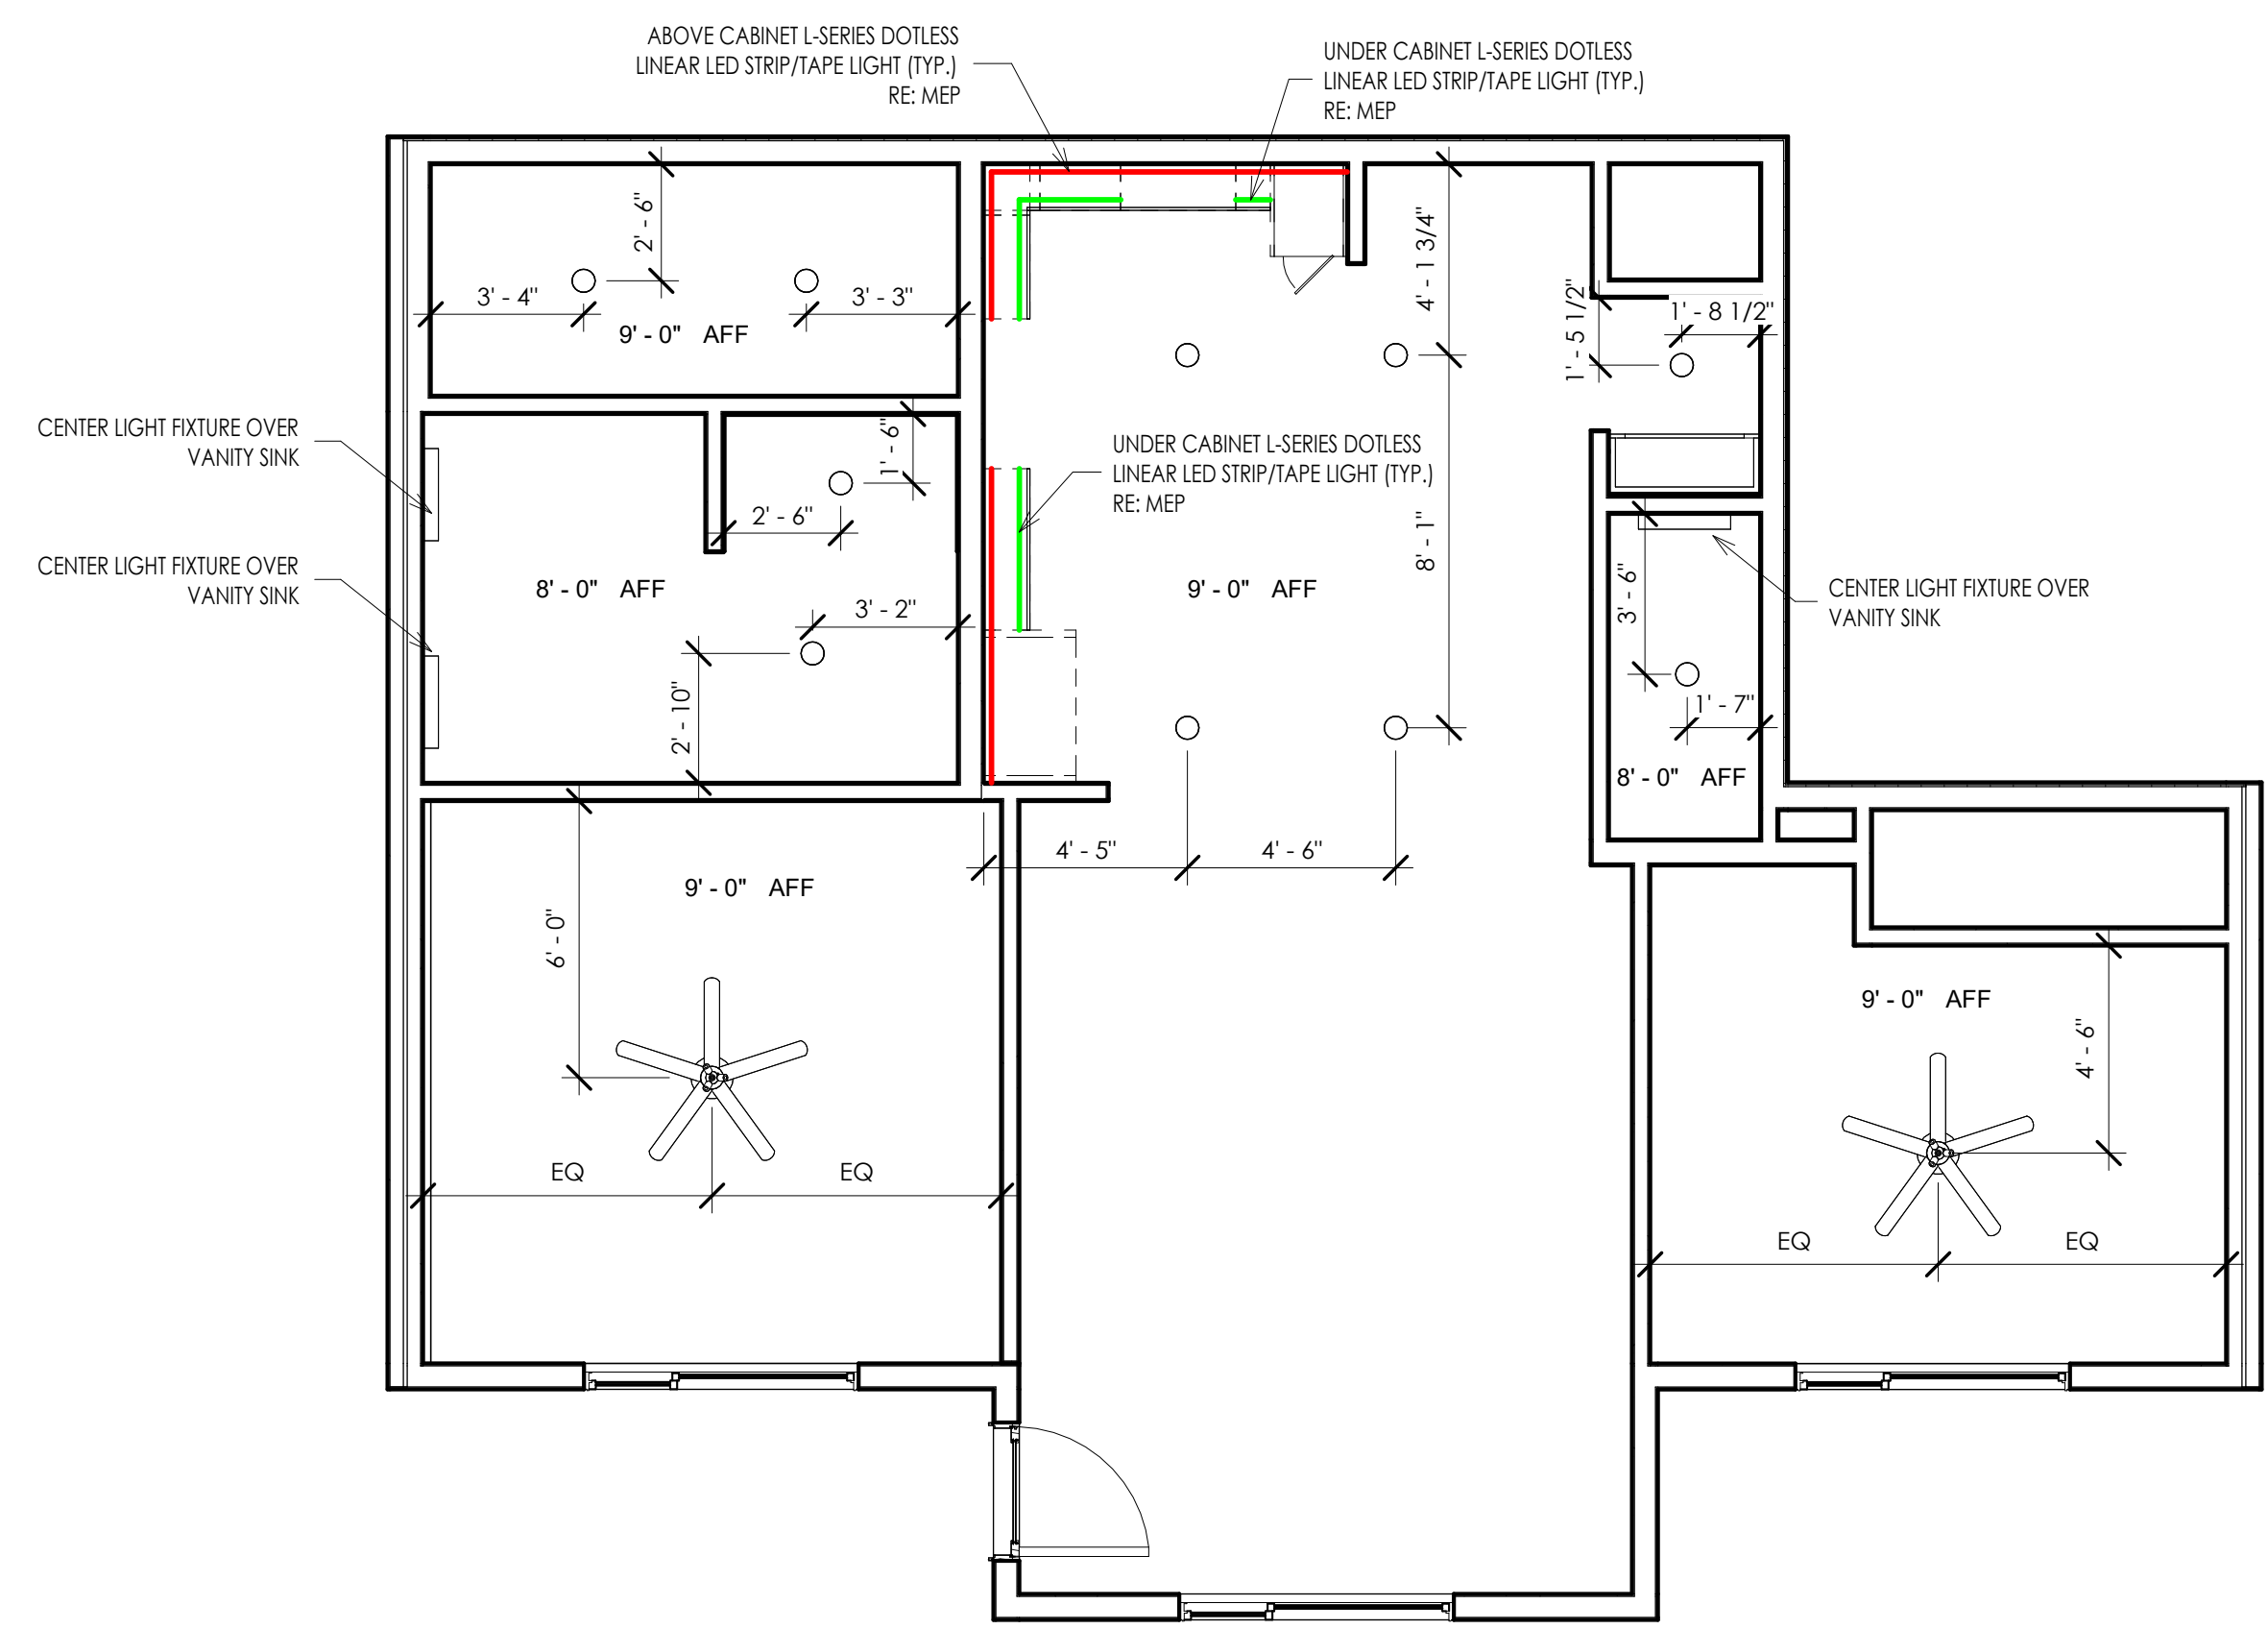 ABOVE CABINET L-SERIES DOTLESS
LINEAR LED STRIP/TAPE LIGHT (TYP.)
RE: MEP
UNDER CABINET L-SERIES DOTLESS
LINEAR LED STRIP/TAPE LIGHT (TYP.)
RE: MEP
2' - 6"
3' - 4"
3' - 3"
9' - 0" AFF
4' - 1 3/4"
1' - 5 1/2"
1' - 8 1/2"
CENTER LIGHT FIXTURE OVER
VANITY SINK
1' - 6"
2' - 6"
UNDER CABINET L-SERIES DOTLESS
LINEAR LED STRIP/TAPE LIGHT (TYP.)
RE: MEP
8' - 1"
CENTER LIGHT FIXTURE OVER
VANITY SINK
8' - 0" AFF
3' - 2"
9' - 0" AFF
3' - 6"
CENTER LIGHT FIXTURE OVER
VANITY SINK
2' - 10"
1' - 7"
8' - 0" AFF
4' - 5"
4' - 6"
9' - 0" AFF
6' - 0"
9' - 0" AFF
4' - 6"
EQ
EQ
EQ
EQ